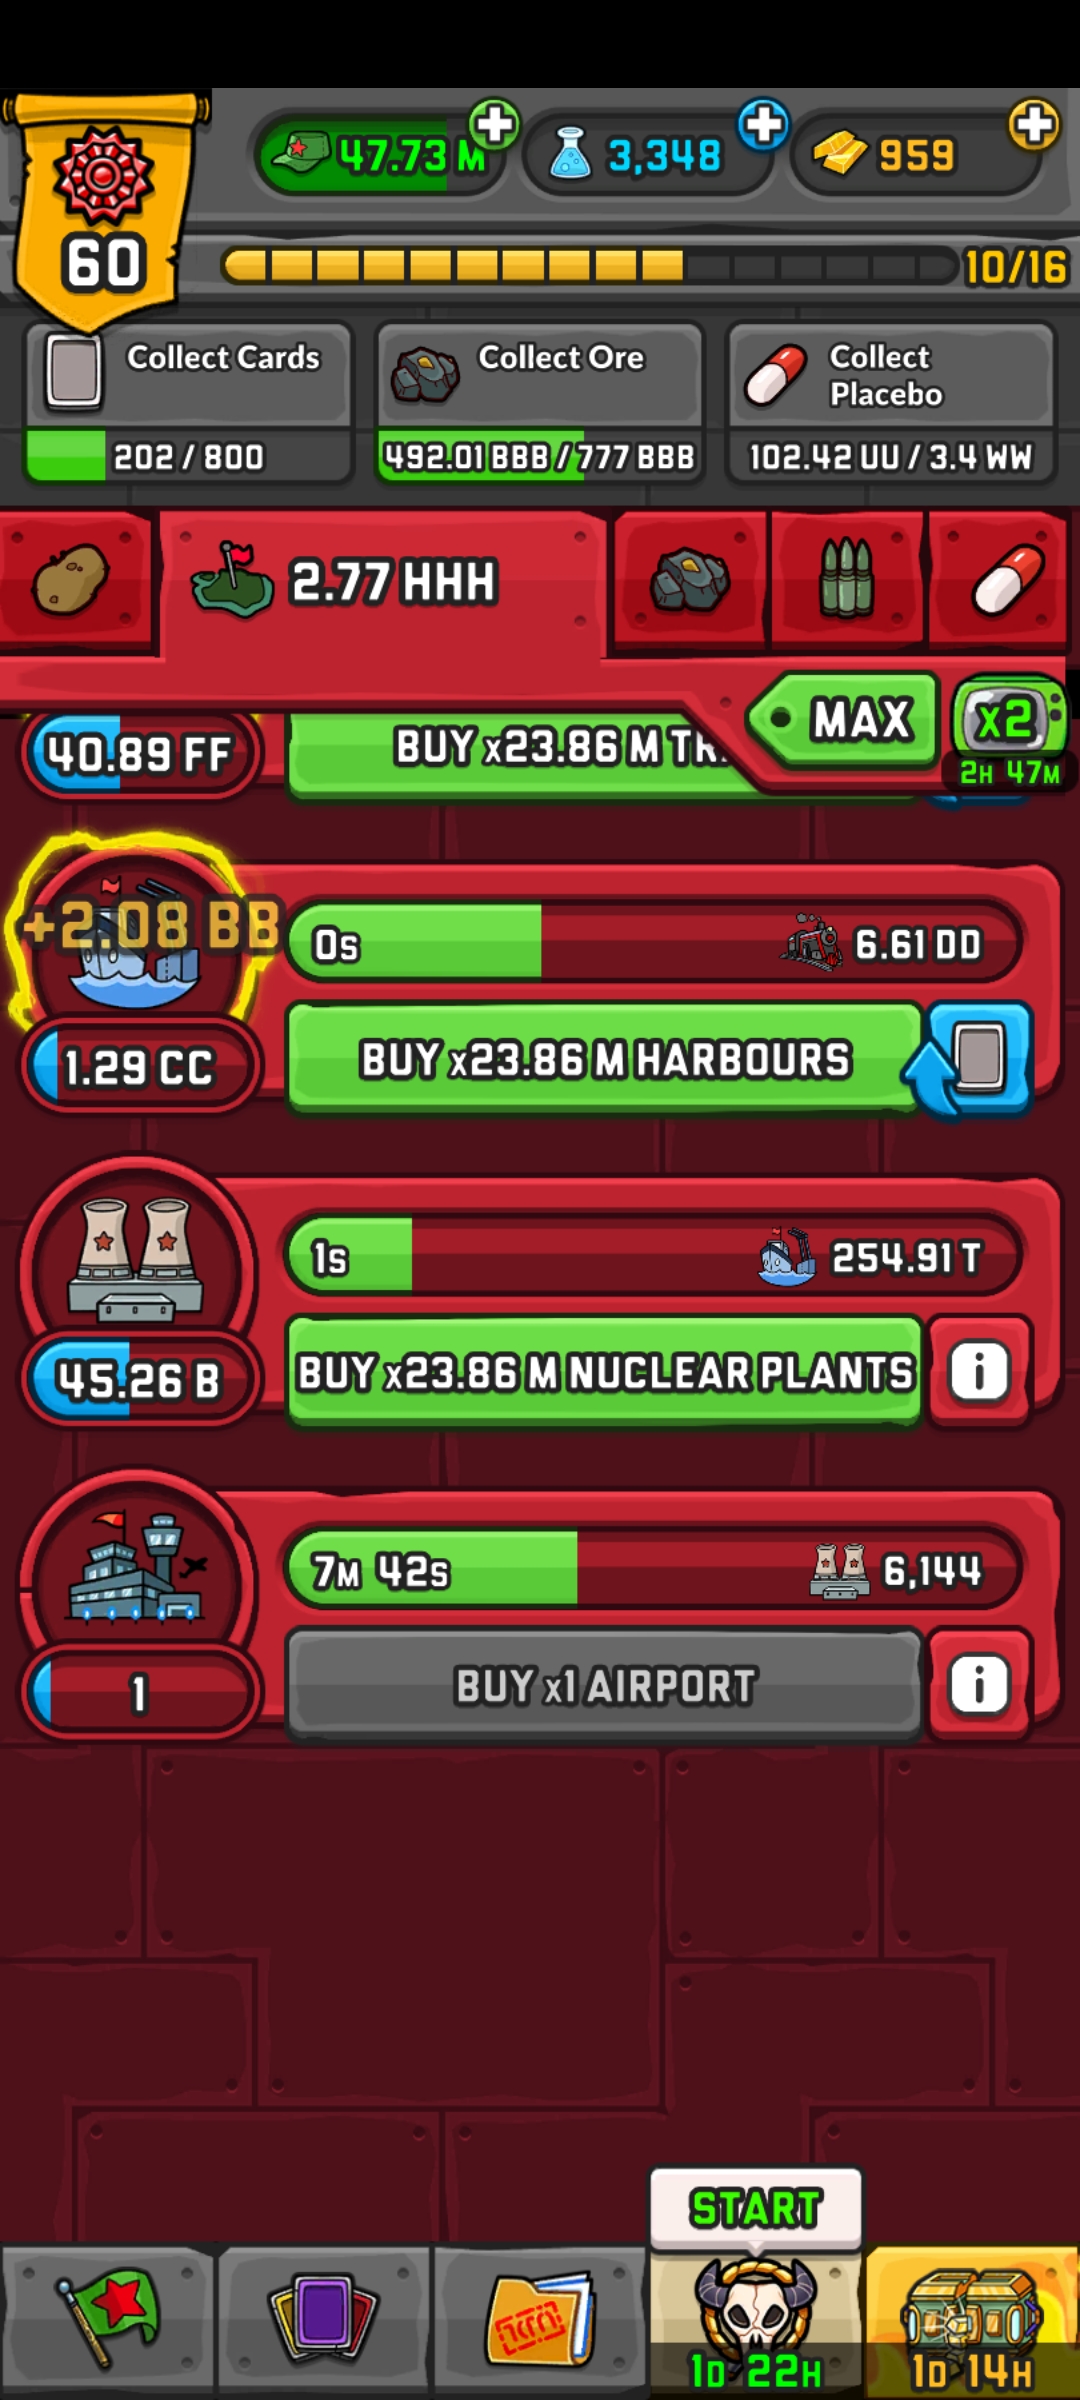 47.73 M
3,348
959
60
10/16
Collect Cards
202 / 800
Collect Ore
492.01 BBB / 777 BBB
Collect
Placebo
102.42 UU / 3.4 WW
2.77 HHH
MAX
x2
2H 47M
40.89 FF
BUY x23.86 M TR
+2.08 BB
0s
6.61 DD
1.29 CC
BUY x23.86 M HARBOURS
1s
254.91 T
45.26 B
BUY x23.86 M NUCLEAR PLANTS
i
7M 42s
6,144
1
BUY x1 AIRPORT
i
START
1D 22H
1D 14H